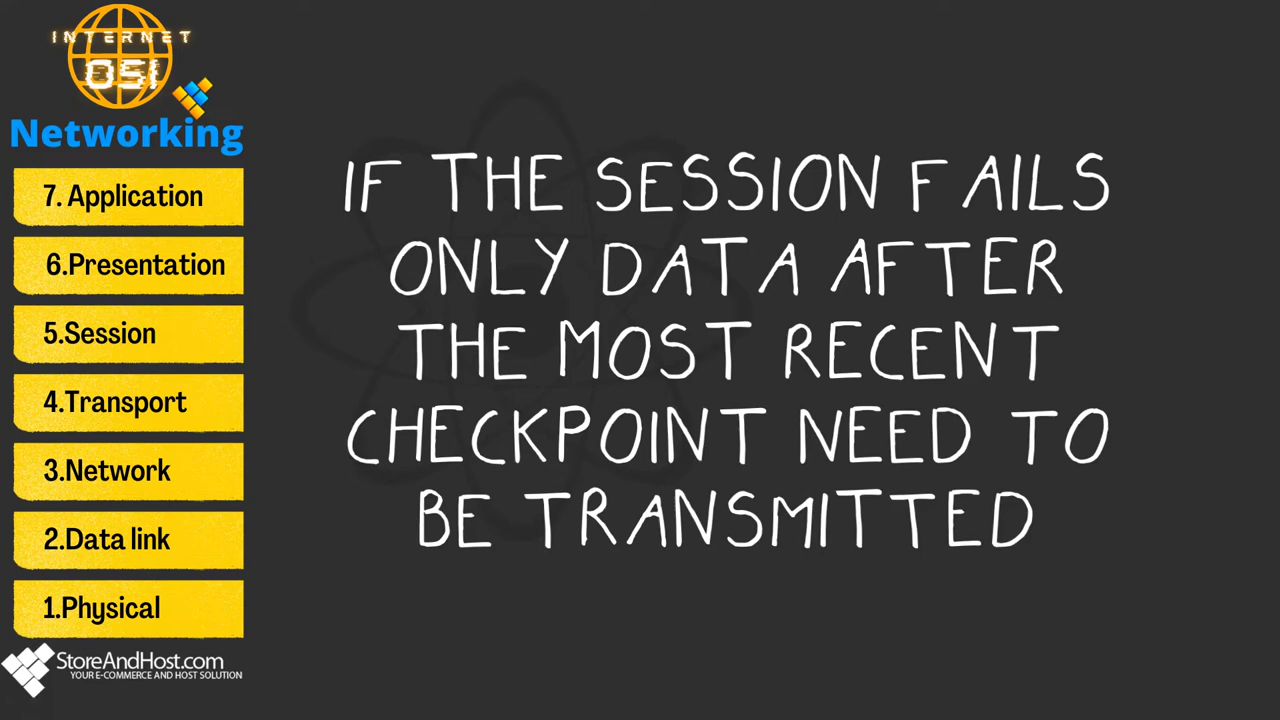 INTERNET
OSI
Networking
7. Application
6.Presentation
5.Session
4.Transport
3.Network
2.Data link
1.Physical
StoreAndHost.com
YOUR E-COMMERCE AND HOST SOLUTION
IF THE SESSION FAILS
ONLY DATA AFTER
THE MOST RECENT
CHECKPOINT NEED TO
BE TRANSMITTED